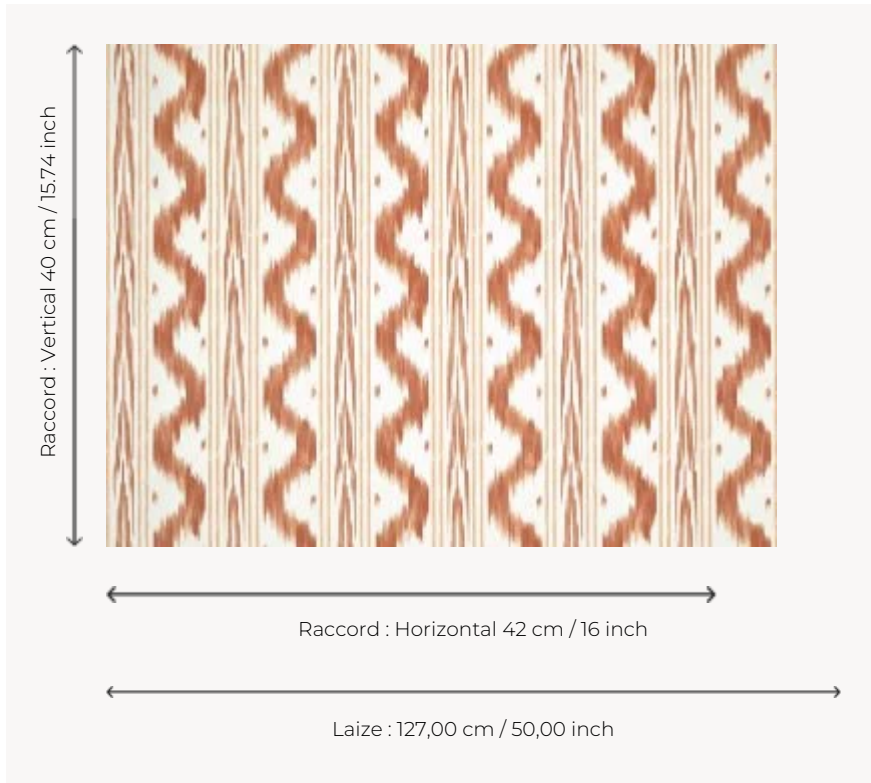 Raccord : Vertical 40 cm / 15.74 inch
Raccord : Horizontal 42 cm / 16 inch
Laize : 127,00 cm / 50,00 inch